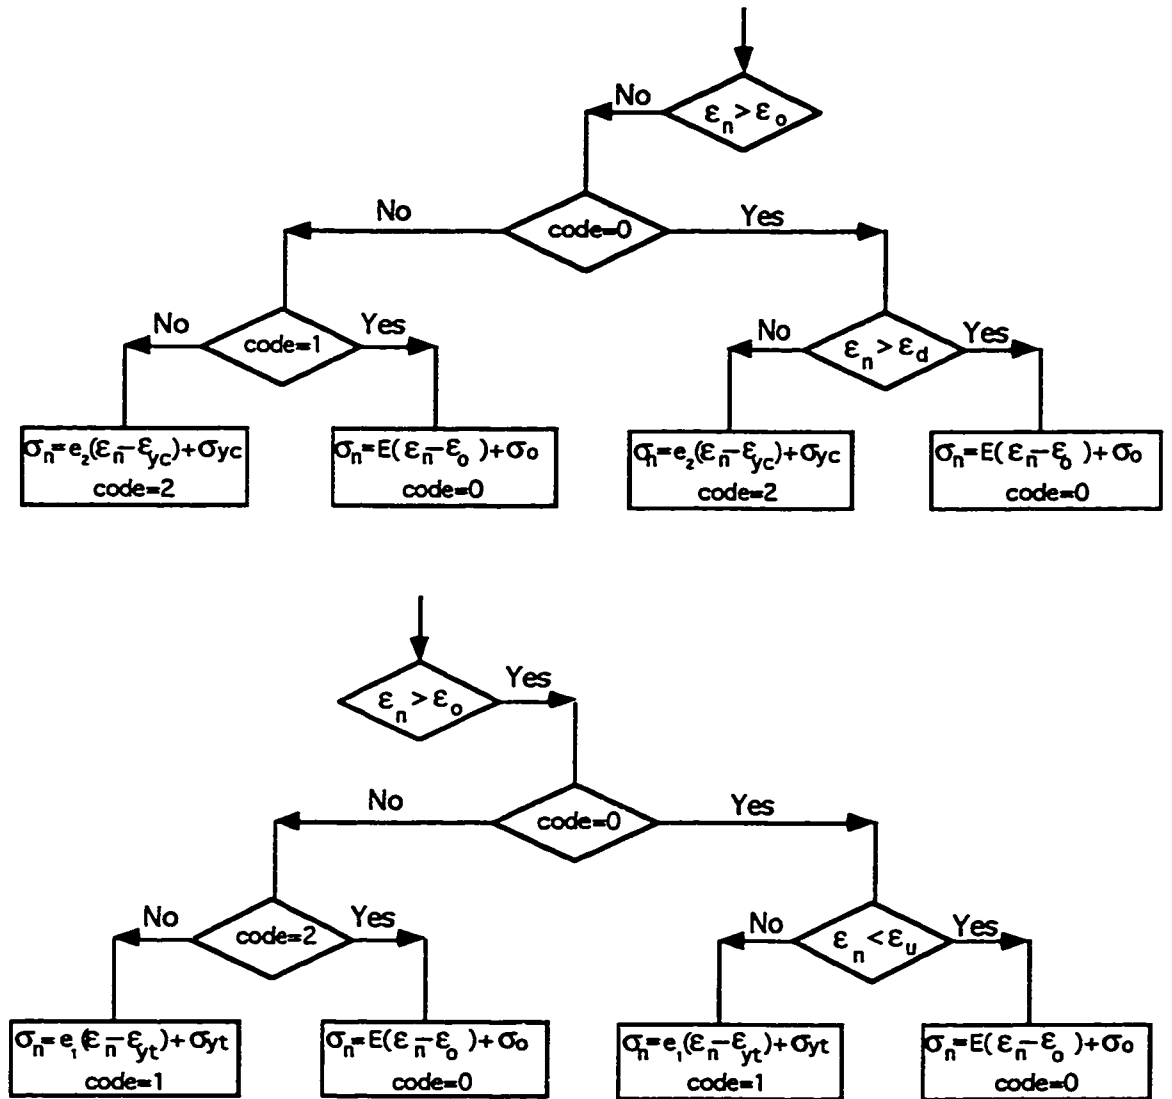 No
εn > εo
No
code=0
Yes
No
code=1
Yes
No
εn > εd
Yes
σn=e2(εn-εyc)+σyc
code=2
σn=E(εn-εo)+σo
code=0
σn=e2(εn-εyc)+σyc
code=2
σn=E(εn-εo)+σo
code=0
εn > εo
Yes
No
code=0
Yes
No
code=2
Yes
No
εn < εu
Yes
σn=e1(εn-εyt)+σyt
code=1
σn=E(εn-εo)+σo
code=0
σn=e1(εn-εyt)+σyt
code=1
σn=E(εn-εo)+σo
code=0